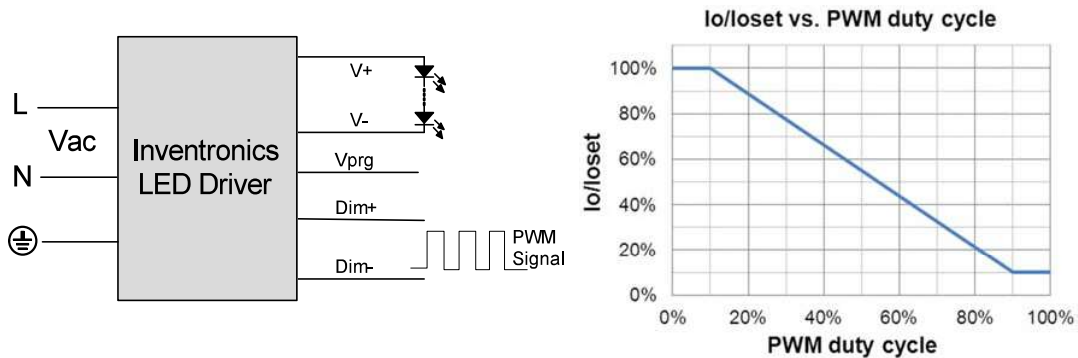 L
Vac
N
Inventronics
LED Driver
V+
V-
Vprg
Dim+
Dim-
PWM
Signal
Io/Ioset vs. PWM duty cycle
Io/Ioset
100%
80%
60%
40%
20%
0%
0% 20% 40% 60% 80% 100%
PWM duty cycle